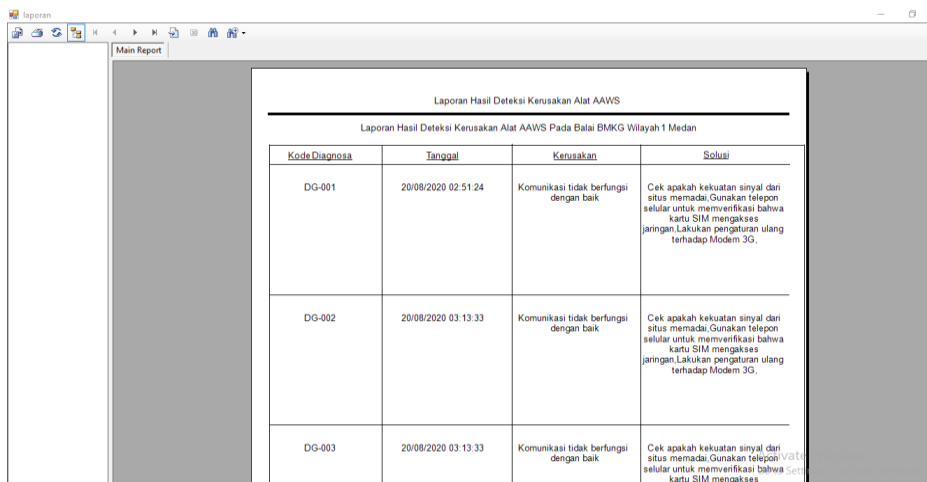 laporan
Main Report
Laporan Hasil Deteksi Kerusakan Alat AAWS
Laporan Hasil Deteksi Kerusakan Alat AAWS Pada Balai BMKG Wilayah 1 Medan
Kode Diagnosa Tanggal Kerusakan Solusi
DG-001 20/08/2020 02:51:24 Komunikasi tidak berfungsi dengan baik
Cek apakah kekuatan sinyal dari
situs memadai,Gunakan telepon
selular untuk memverifikasi bahwa
kartu SIM mengakses
jaringan,Lakukan pengaturan ulang
terhadap Modem 3G,
DG-002 20/08/2020 03:13:33 Komunikasi tidak berfungsi dengan baik
Cek apakah kekuatan sinyal dari
situs memadai,Gunakan telepon
selular untuk memverifikasi bahwa
kartu SIM mengakses
jaringan,Lakukan pengaturan ulang
terhadap Modem 3G,
DG-003 20/08/2020 03:13:33 Komunikasi tidak berfungsi dengan baik
Cek apakah kekuatan sinyal dari
situs memadai,Gunakan telepon
selular untuk memverifikasi bahwa
kartu SIM mengakses